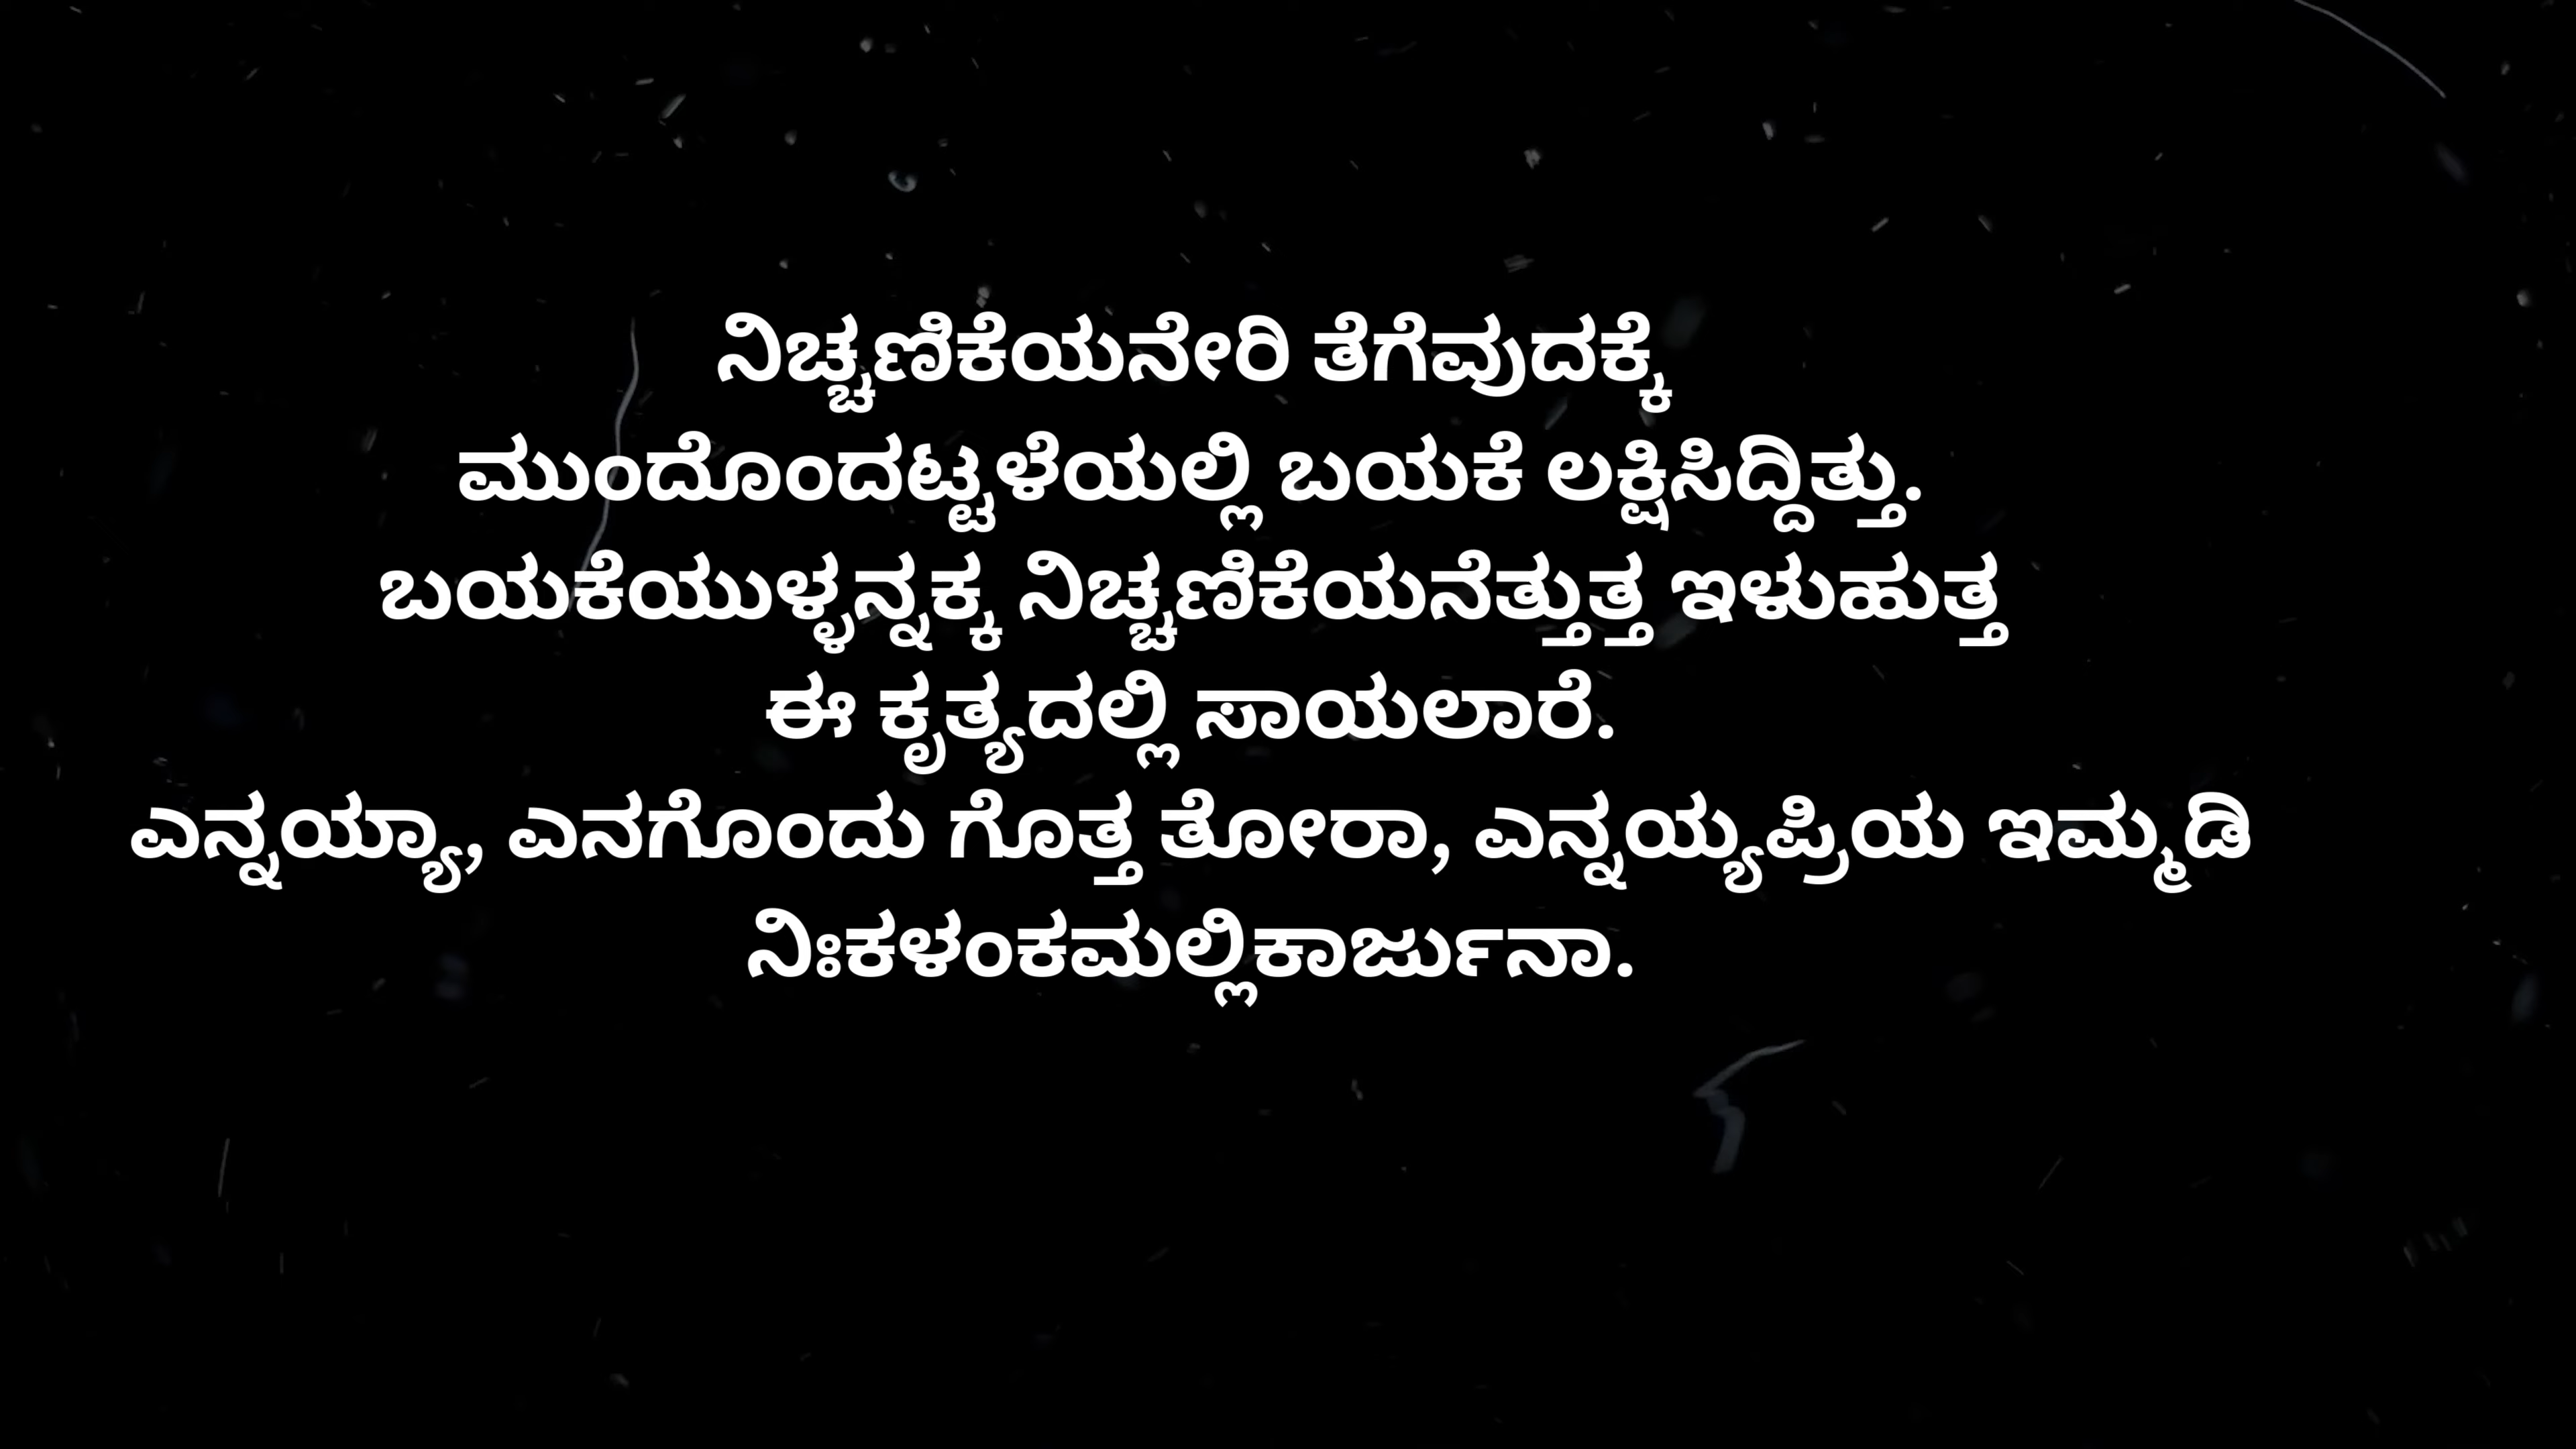 ನಿಚ್ಚಣಿಕೆಯನೇರಿ ತೆಗೆವುದಕ್ಕೆ
ಮುಂದೊಂದಟ್ಟಳೆಯಲ್ಲಿ ಬಯಕೆ ಲಕ್ಷಿಸಿದ್ದಿತ್ತು.
ಬಯಕೆಯುಳ್ಳನ್ನಕ್ಕ ನಿಚ್ಚಣಿಕೆಯನೆತ್ತುತ್ತ ಇಳುಹುತ್ತ
ಈ ಕೃತ್ಯದಲ್ಲಿ ಸಾಯಲಾರೆ.
ಎನ್ನಯ್ಯಾ, ಎನಗೊಂದು ಗೊತ್ತ ತೋರಾ, ಎನ್ನಯ್ಯಪ್ರಿಯ ಇಮ್ಮಡಿ
ನಿಃಕಳಂಕಮಲ್ಲಿಕಾರ್ಜುನಾ.